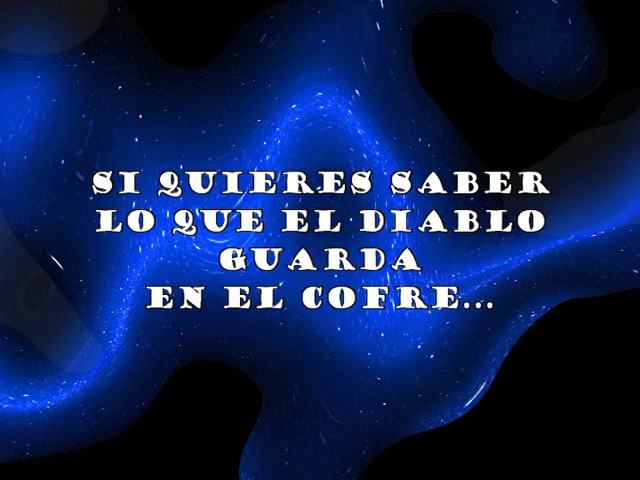 SI QUIERES SABER
LO QUE EL DIABLO
GUARDA
EN EL COFRE...